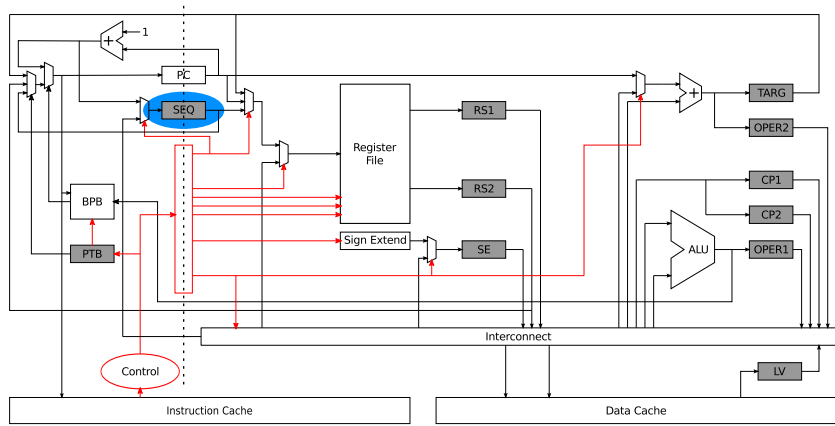 1
+
PC
SEQ
TARG
+
RS1
OPER2
Register
File
CP1
RS2
BPB
CP2
Sign Extend
PTB
SE
ALU
OPER1
Interconnect
Control
LV
Instruction Cache
Data Cache